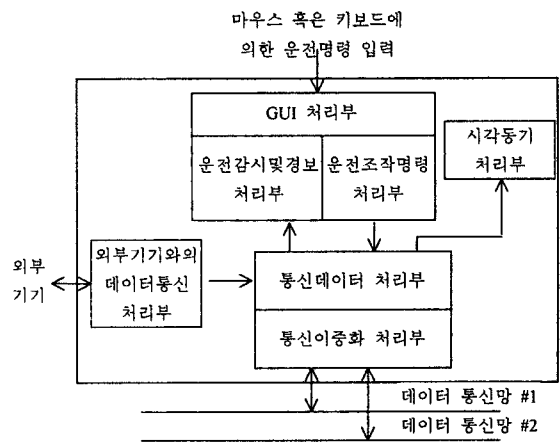 마우스 혹은 키보드에
의한 운전명령 입력
GUI 처리부
운전감시및경보
처리부
운전조작명령
처리부
시각동기
처리부
외부
기기
외부기기와의
데이터통신
처리부
통신데이터 처리부
통신이중화 처리부
데이터 통신망 #1
데이터 통신망 #2